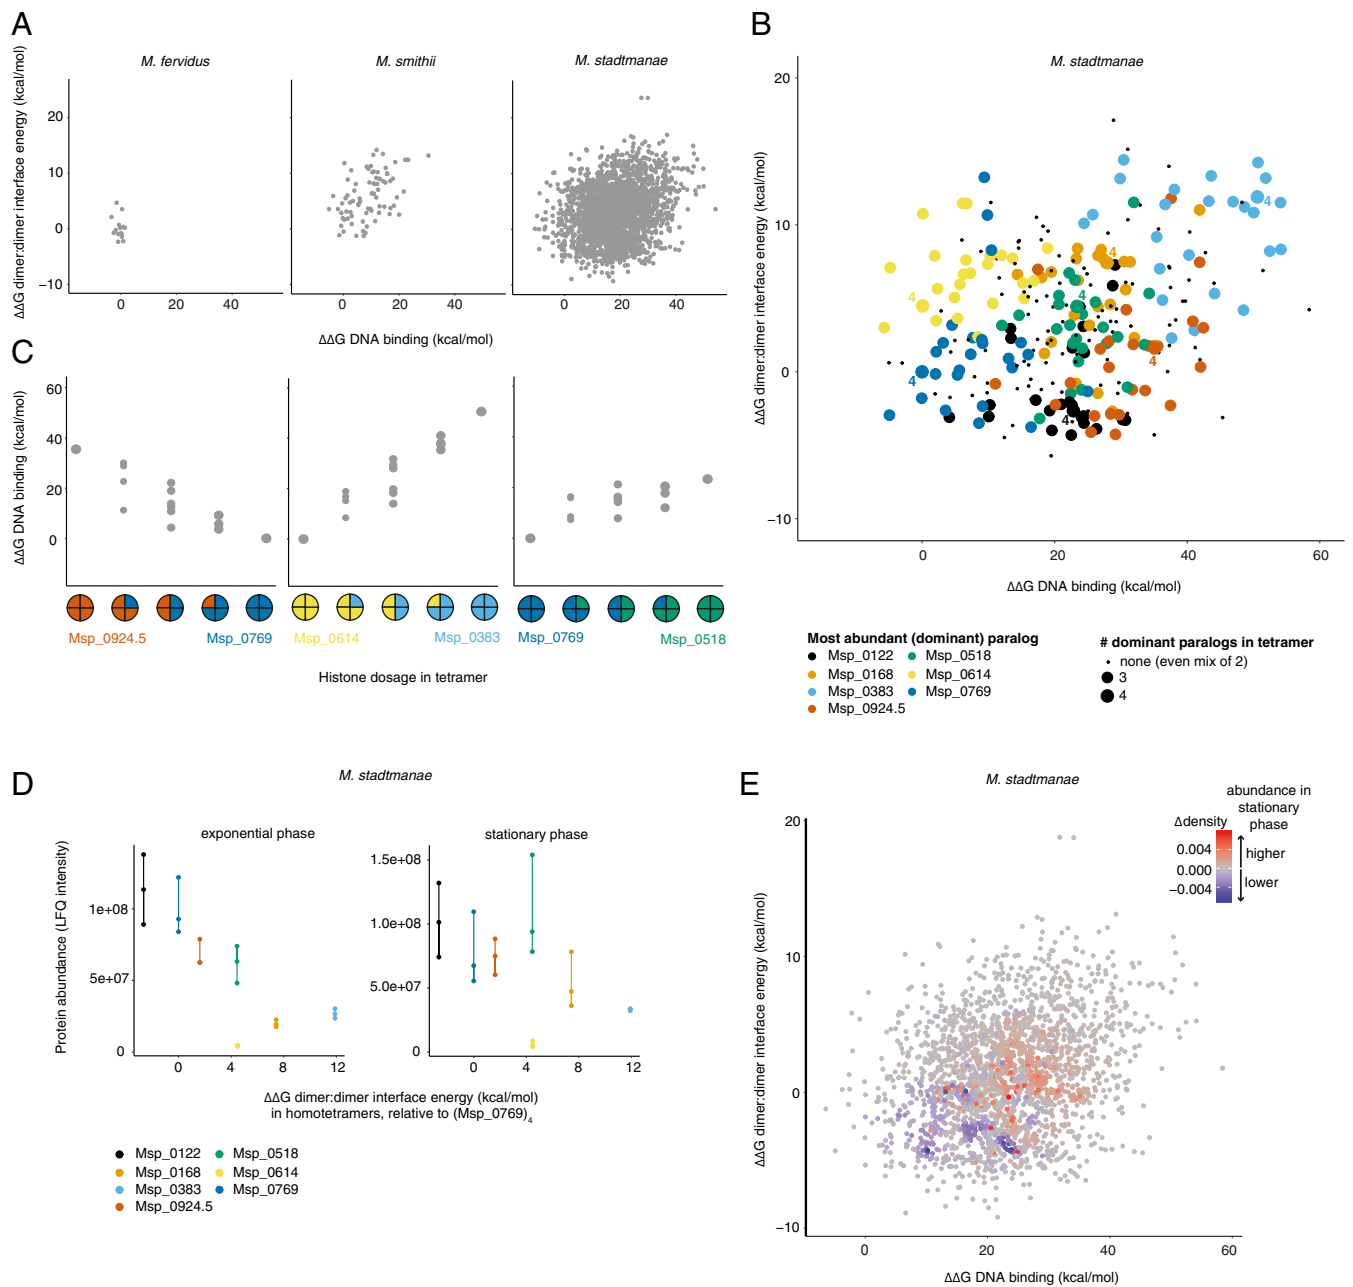 A
M. fervidus
M. smithii
M. stadtmanae
ΔΔG dimer:dimer interface energy (kcal/mol)
20
10
0
−10
0
20
40
0
20
40
0
20
40
ΔΔG DNA binding (kcal/mol)
B
M. stadtmanae
ΔΔG dimer:dimer interface energy (kcal/mol)
20
10
0
−10
4
4
4
4
4
4
4
0
20
40
60
ΔΔG DNA binding (kcal/mol)
Most abundant (dominant) paralog
Msp_0122
Msp_0518
Msp_0168
Msp_0614
Msp_0383
Msp_0769
Msp_0924.5
# dominant paralogs in tetramer
none (even mix of 2)
3
4
C
ΔΔG DNA binding (kcal/mol)
60
40
20
0
Msp_0924.5
Msp_0769
Msp_0614
Msp_0383
Msp_0769
Msp_0518
Histone dosage in tetramer
D
M. stadtmanae
exponential phase
stationary phase
Protein abundance (LFQ intensity)
1e+08
5e+07
0
1.5e+08
1.0e+08
5.0e+07
0
0
4
8
12
0
4
8
12
ΔΔG dimer:dimer interface energy (kcal/mol)
in homotetramers, relative to (Msp_0769)4
Msp_0122
Msp_0518
Msp_0168
Msp_0614
Msp_0383
Msp_0769
Msp_0924.5
E
M. stadtmanae
abundance in
stationary
phase
Δdensity
0.004
0.000
−0.004
higher
lower
ΔΔG dimer:dimer interface energy (kcal/mol)
20
10
0
−10
0
20
40
60
ΔΔG DNA binding (kcal/mol)